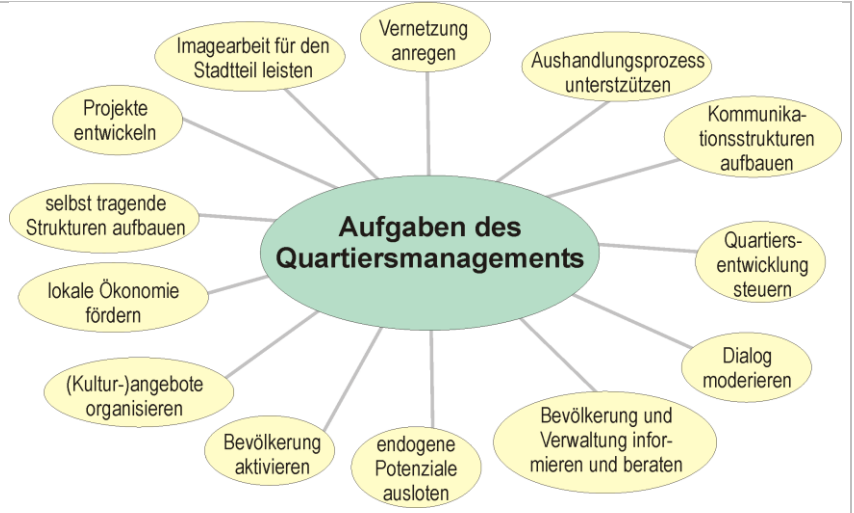 Aufgaben des
Quartiersmanagements
Vernetzung
anregen
Aushandlungsprozess
unterstzützen
Kommunika-
tionsstrukturen
aufbauen
Quartiers-
entwicklung
steuern
Dialog
moderieren
Bevölkerung und
Verwaltung infor-
mieren und beraten
endogene
Potenziale
ausloten
Bevölkerung
aktivieren
(Kultur-)angebote
organisieren
lokale Ökonomie
fördern
selbst tragende
Strukturen aufbauen
Projekte
entwickeln
Imagearbeit für den
Stadtteil leisten